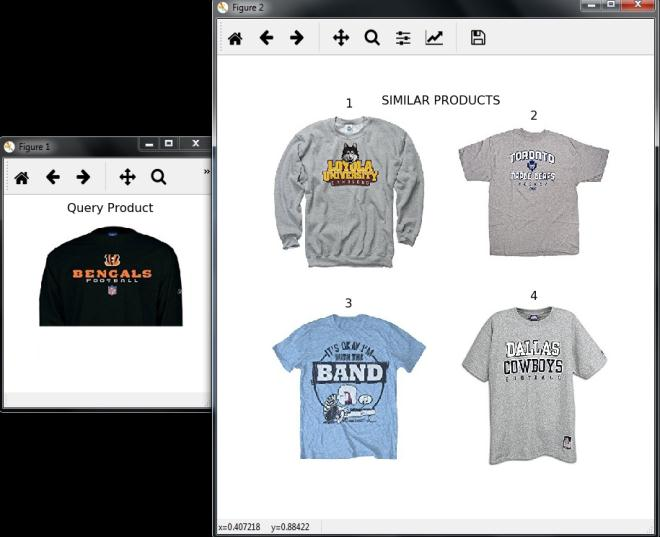 Figure 1
Query Product
BENGALS
FOOTBALL
Figure 2
SIMILAR PRODUCTS
1
LOYOLA
UNIVERSITY
2
TORONTO
MAPLE LEAFS
HOCKEY
3
IT'S OKAY I'M
WITH THE
BAND
4
DALLAS
COWBOYS
FOOTBALL
x=0.407218 y=0.88422